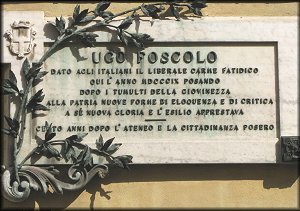 UGO FOSCOLO
DATO AGLI ITALIANI IL LIBERALE CARME FATIDICO
QUI L'ANNO MDCCCIX POSANDO
DOPO I TUMULTI DELLA GIOVINEZZA
ALLA PATRIA NUOVE FORME DI ELOQUENZA E DI CRITICA
A SÈ NUOVA GLORIA E L'ESILIO APPRESTAVA
CENTO ANNI DOPO L'ATENEO E LA CITTADINANZA POSERO